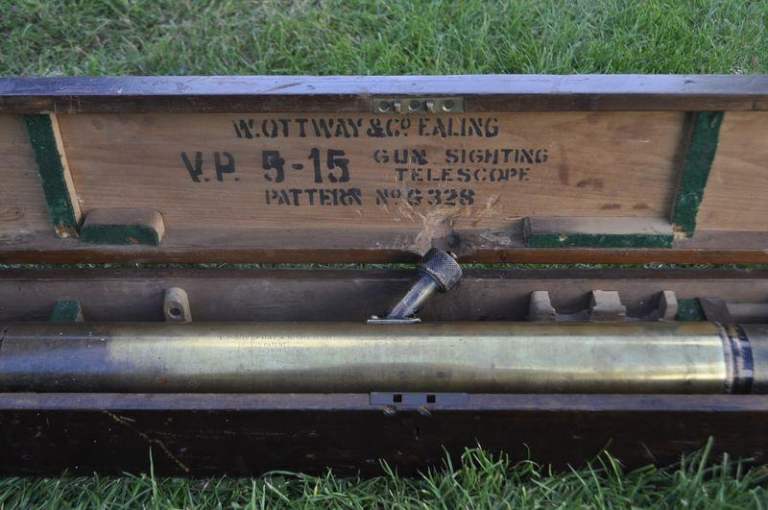 W. OTTWAY & Co EALING
V.P. 5-15 GUN SIGHTING
TELESCOPE
PATTERN No G 328